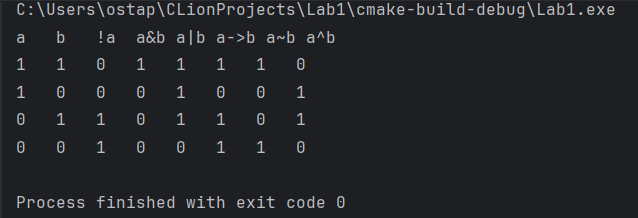 C:\Users\ostap\CLionProjects\Lab1\cmake-build-debug\Lab1.exe
a   b   !a  a&b a|b a->b a~b a^b
1   1   0   1   1   1   1   0
1   0   0   0   1   0   0   1
0   1   1   0   1   1   0   1
0   0   1   0   0   1   1   0
Process finished with exit code 0